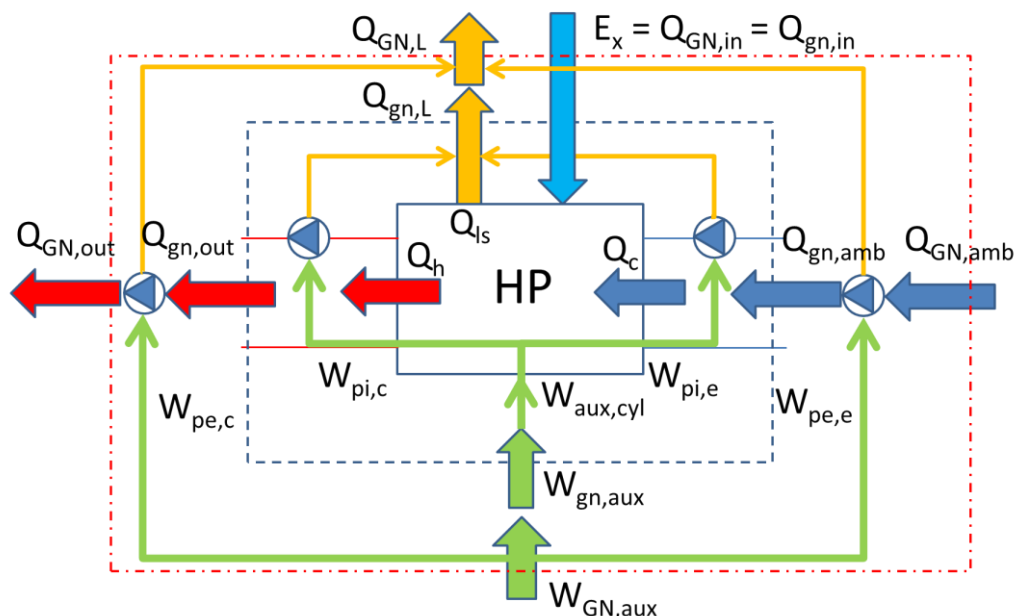 Q_GN,L
E_x = Q_GN,in = Q_gn,in
Q_gn,L
Q_GN,out
Q_gn,out
Q_ls
Q_h
HP
Q_c
Q_gn,amb
Q_GN,amb
W_pe,c
W_pi,c
W_aux,cyl
W_pi,e
W_pe,e
W_gn,aux
W_GN,aux